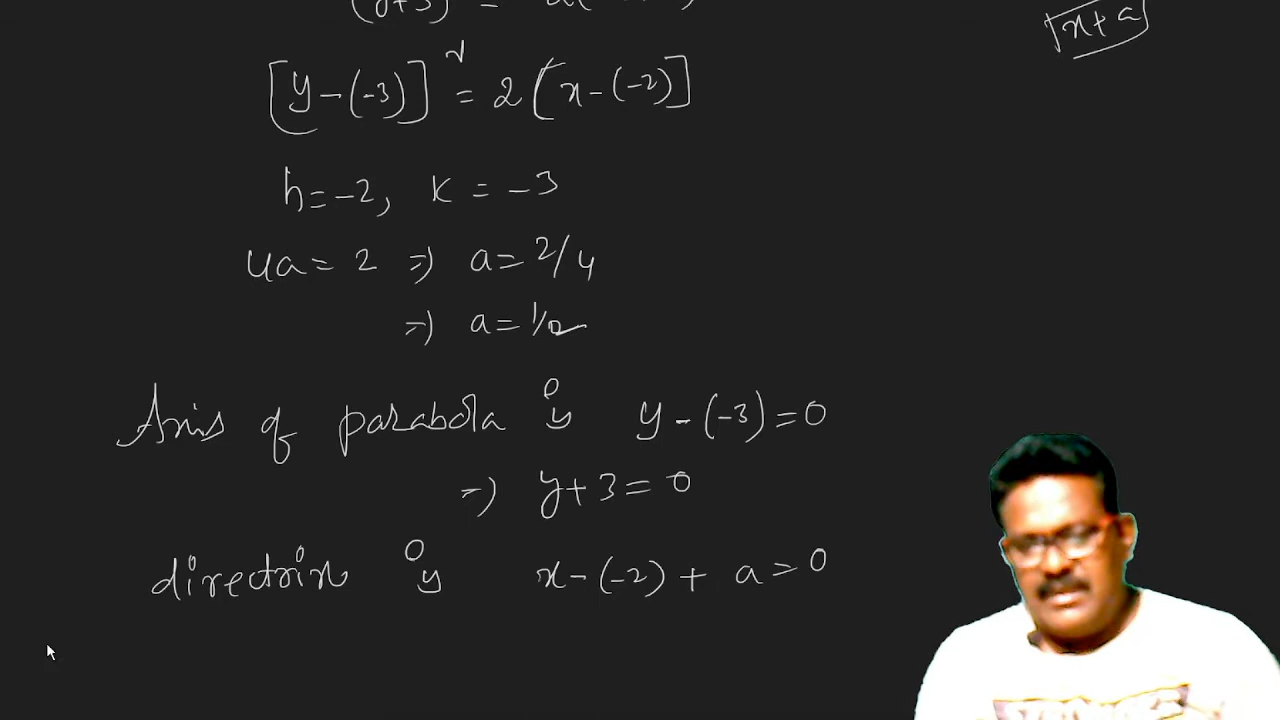 x+a
[y-(-3)]² = 2[x-(-2)]
h=-2, k = -3
4a= 2 => a= 2/4
=> a= 1/2
Axis of parabola is y-(-3)=0
=> y+3=0
directrix is x-(-2)+ a=0